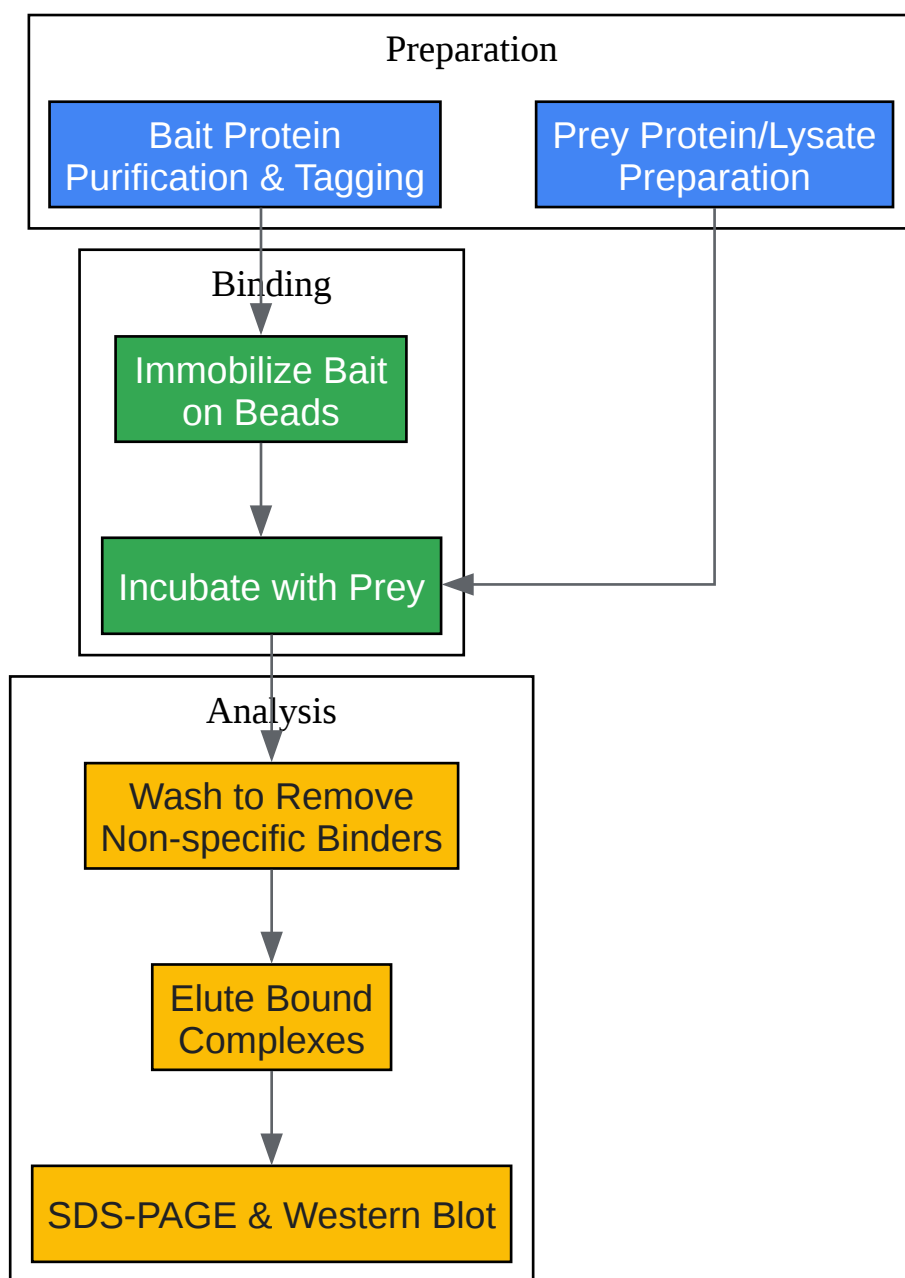 Preparation
Bait Protein
Purification & Tagging
Prey Protein/Lysate
Preparation
Binding
Immobilize Bait
on Beads
Incubate with Prey
Analysis
Wash to Remove
Non-specific Binders
Elute Bound
Complexes
SDS-PAGE & Western Blot